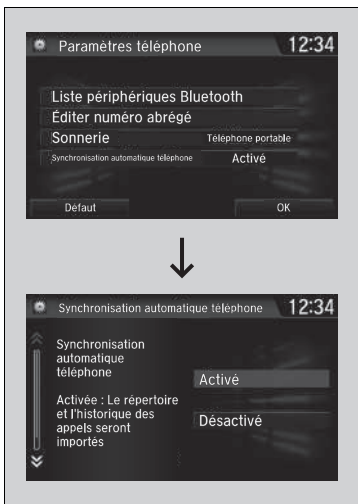 Paramètres téléphone 12:34
Liste périphériques Bluetooth
Éditer numéro abrégé
Sonnerie Téléphone portable
Synchronisation automatique téléphone Activé
Défaut OK
Synchronisation automatique téléphone 12:34
Synchronisation
automatique
téléphone
Activée : Le répertoire
et l'historique des
appels seront
importés
Activé
Désactivé